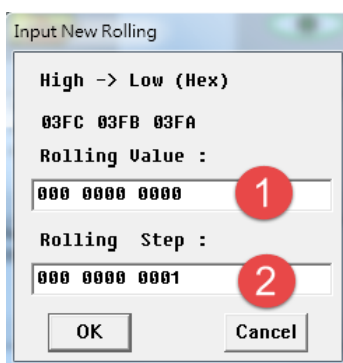 Input New Rolling
High -> Low (Hex)
03FC 03FB 03FA
Rolling Value :
000 0000 0000
1
Rolling Step :
000 0000 0001
2
OK Cancel